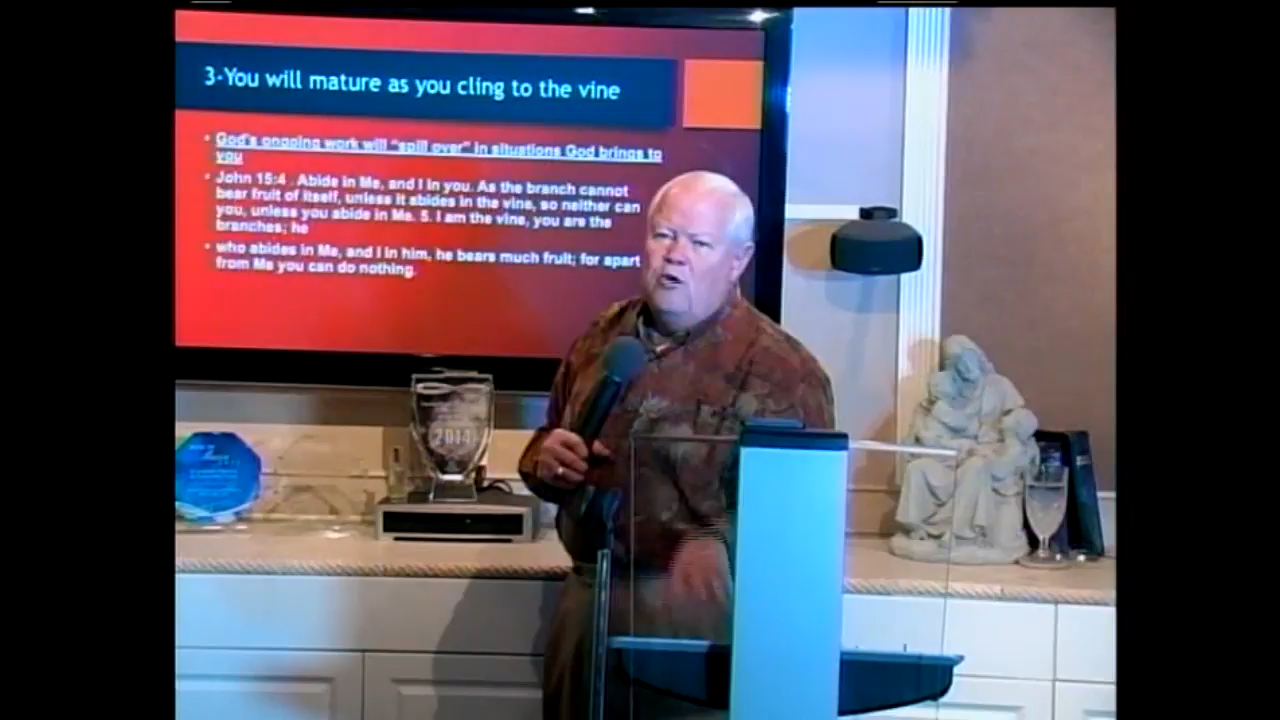 3-You will mature as you cling to the vine
• God's ongoing work will "spill over" in situations God brings to
you
• John 15:4 . Abide in Me, and I in you. As the branch cannot
bear fruit of itself, unless it abides in the vine, so neither can
you, unless you abide in Me. 5. I am the vine, you are the
branches; he
• who abides in Me, and I in him, he bears much fruit; for apart
from Me you can do nothing.
2014